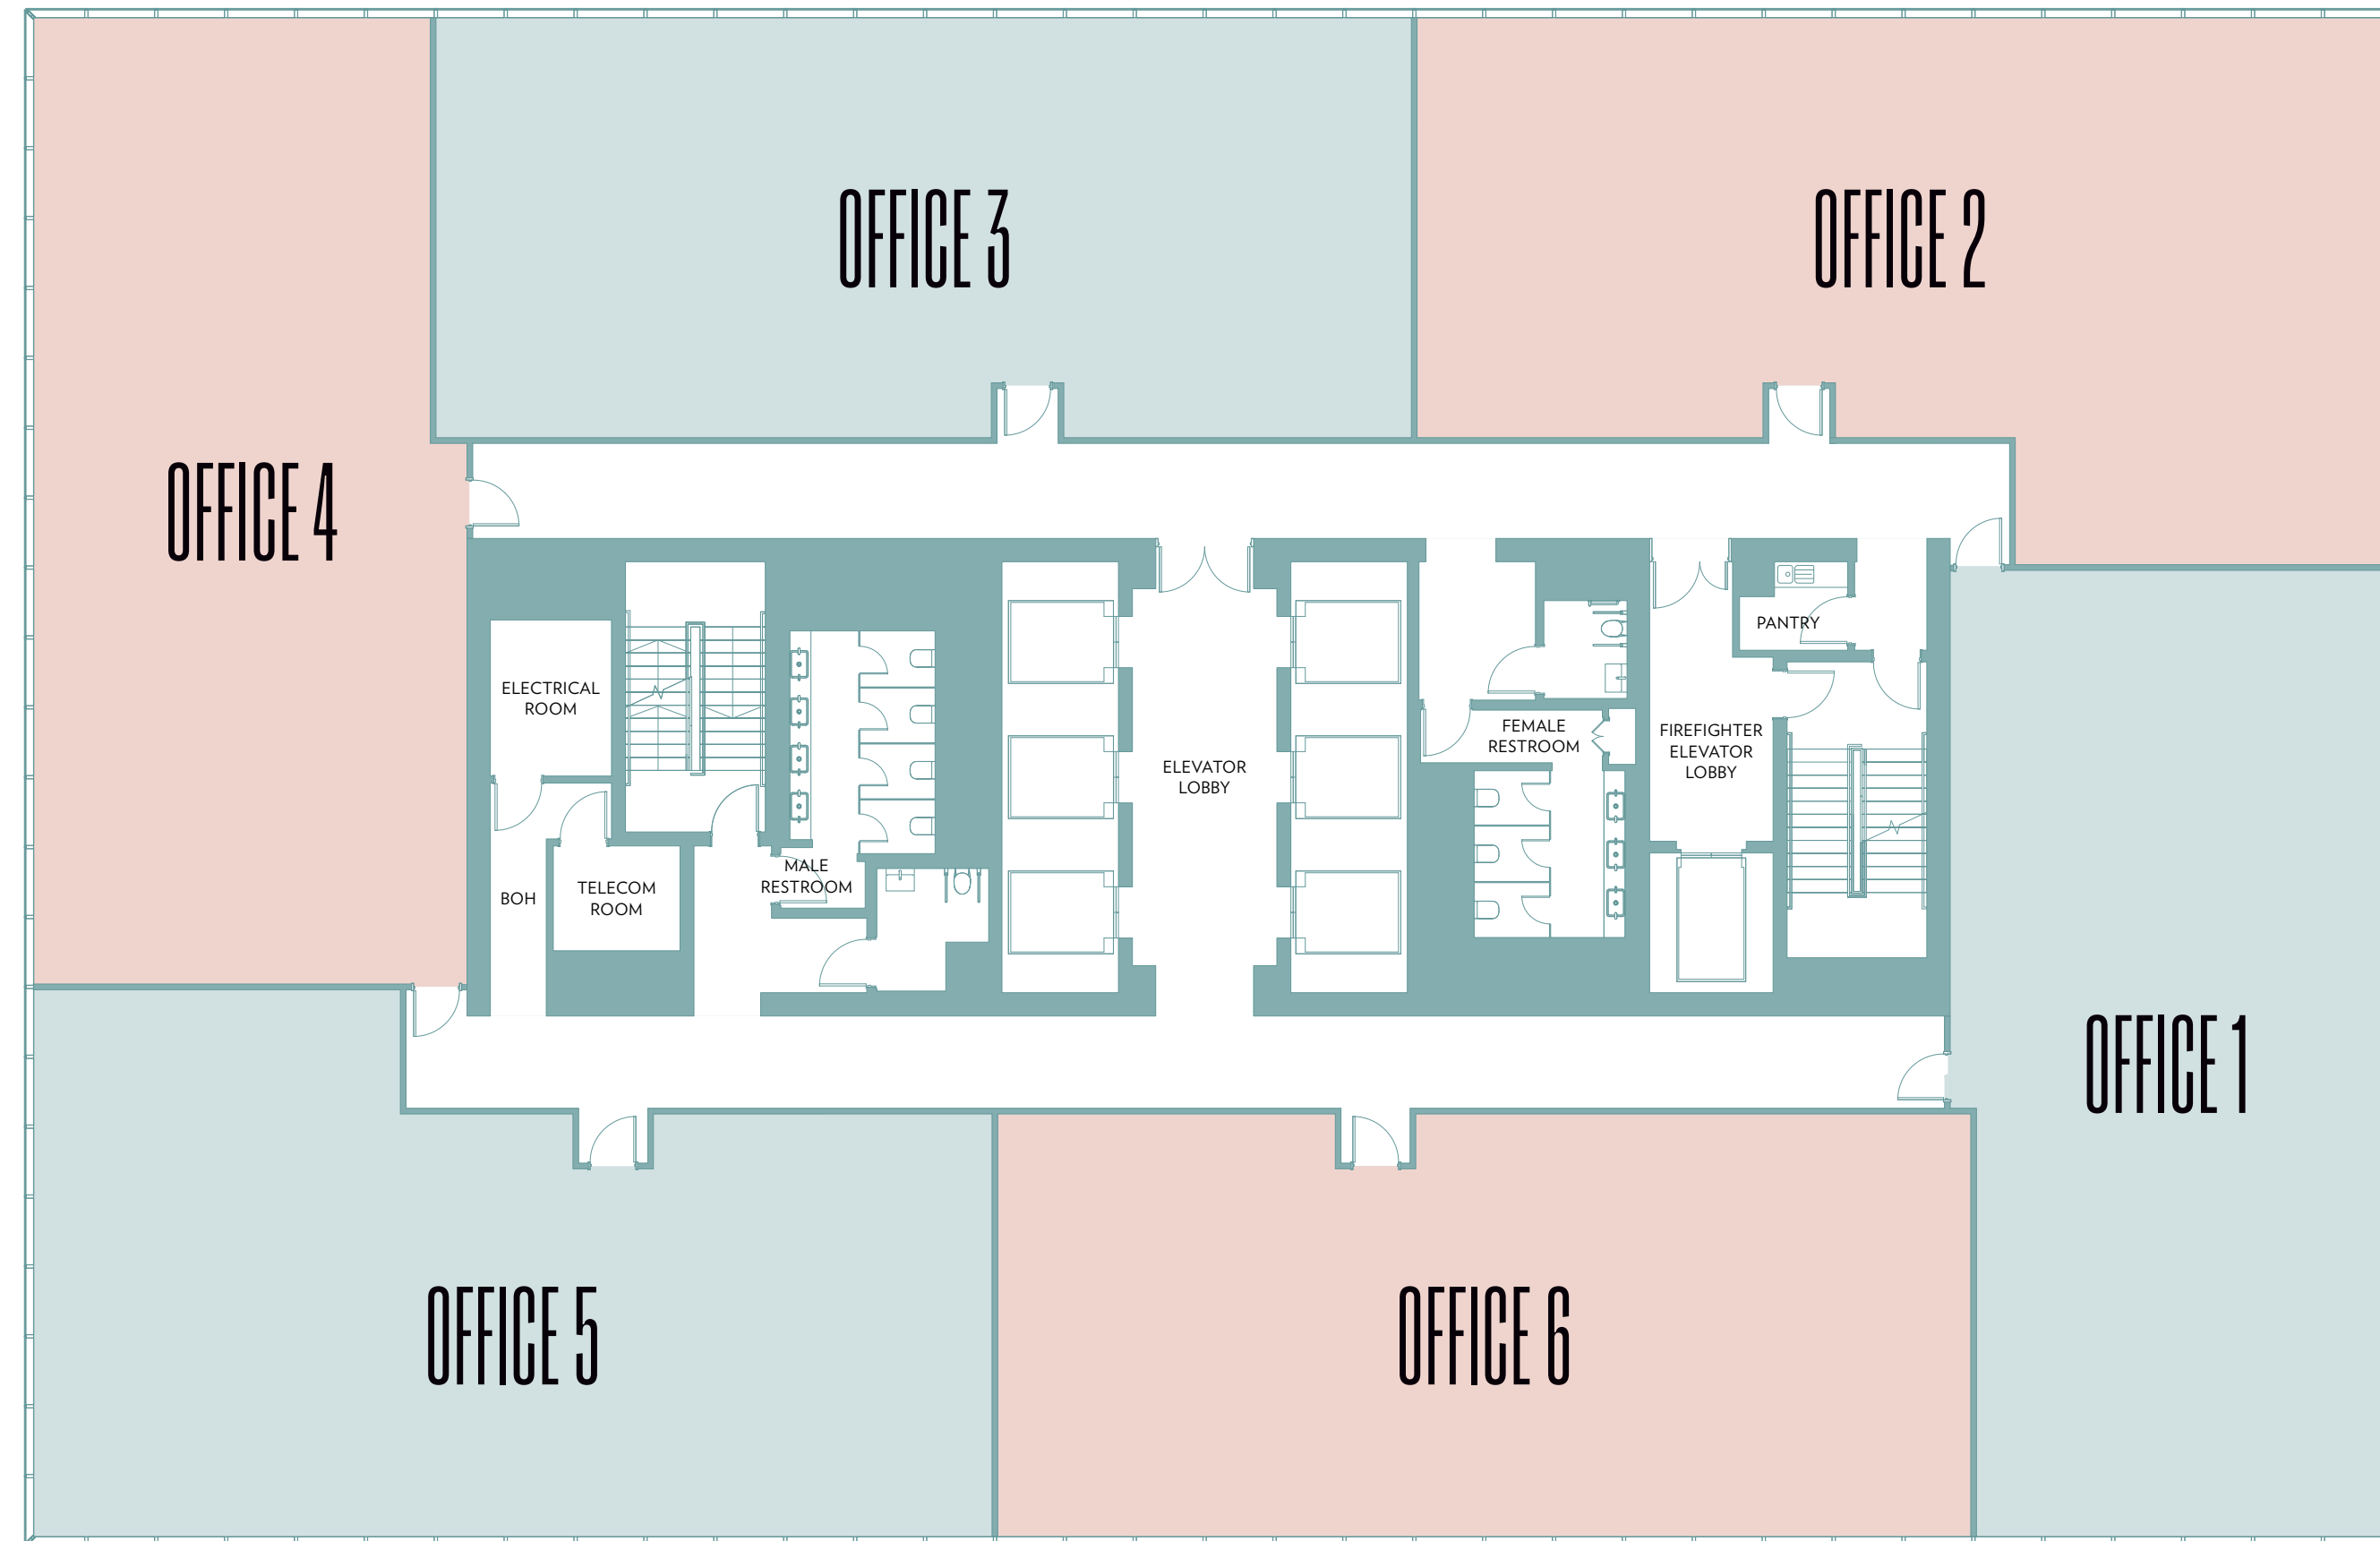 OFFICE 3
OFFICE 2
OFFICE 4
PANTRY
ELECTRICAL
ROOM
FEMALE
RESTROOM
FIREFIGHTER
ELEVATOR
LOBBY
ELEVATOR
LOBBY
MALE
RESTROOM
BOH
TELECOM
ROOM
OFFICE 1
OFFICE 5
OFFICE 6